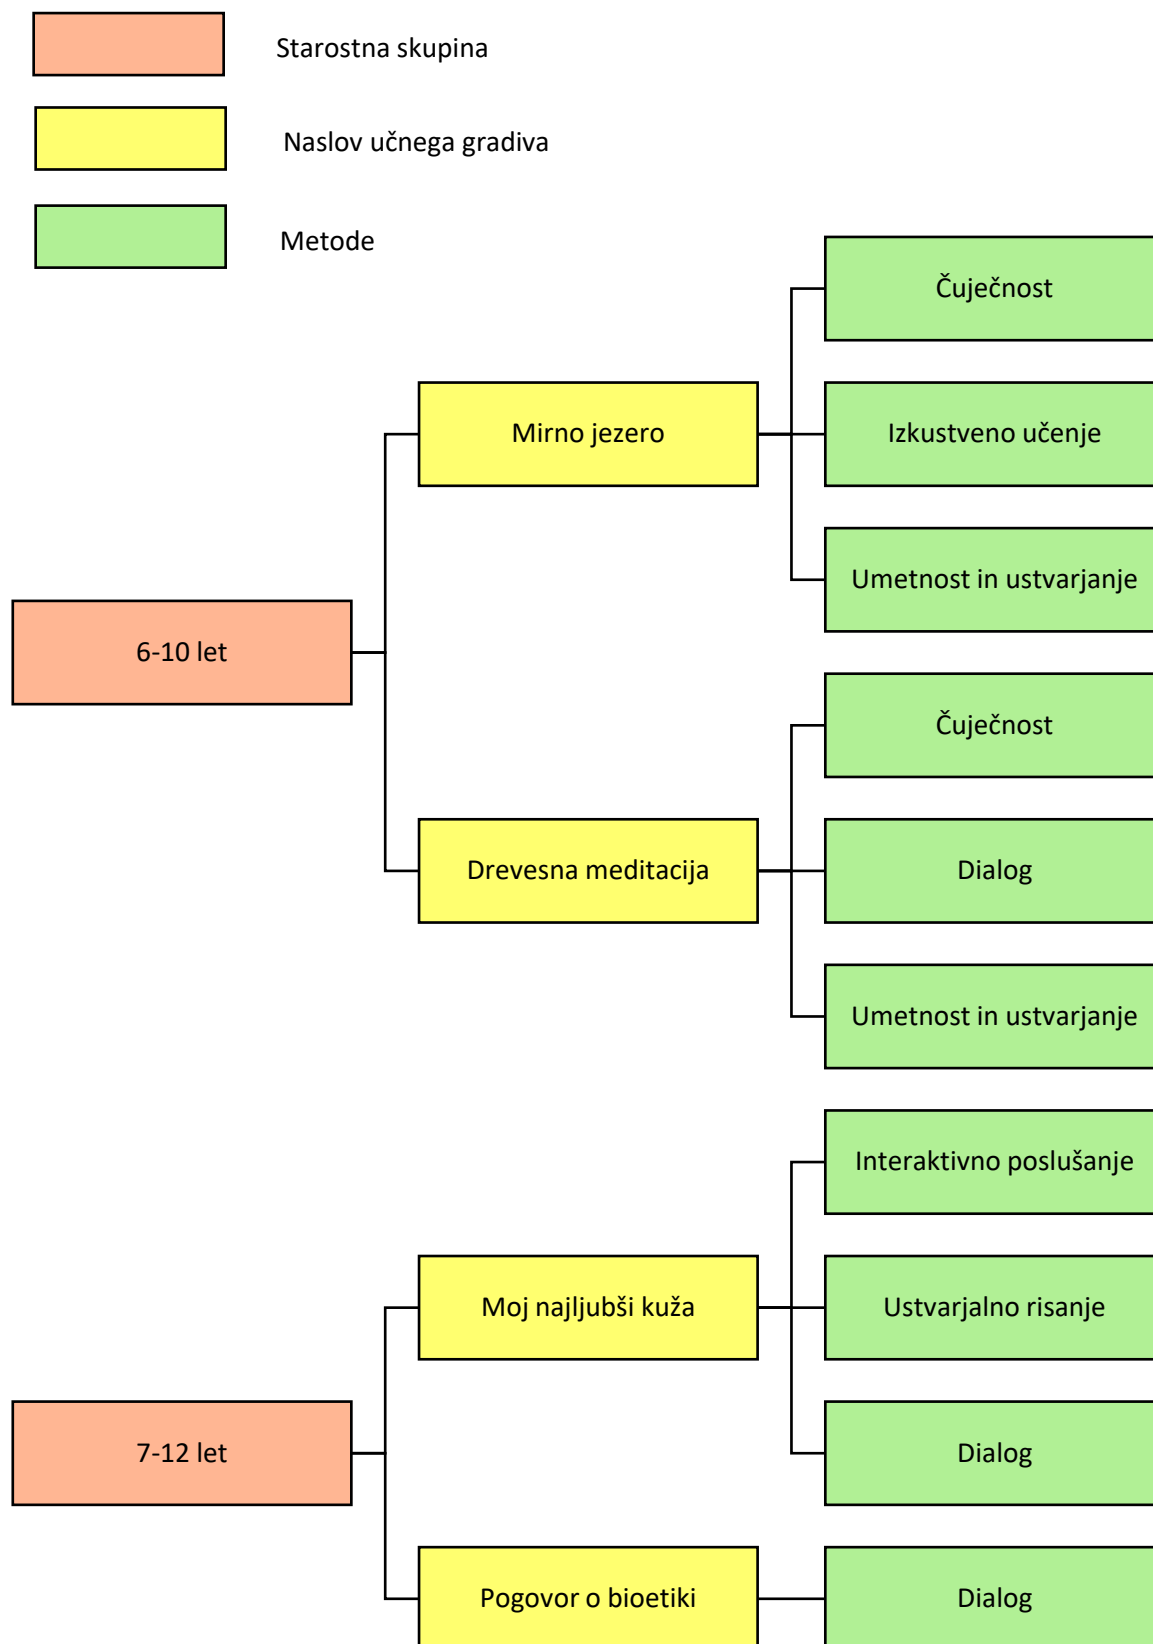 Starostna skupina
Naslov učnega gradiva
Metode
6-10 let
Mirno jezero
Čuječnost
Izkustveno učenje
Umetnost in ustvarjanje
Drevesna meditacija
Čuječnost
Dialog
Umetnost in ustvarjanje
7-12 let
Moj najljubši kuža
Interaktivno poslušanje
Ustvarjalno risanje
Dialog
Pogovor o bioetiki
Dialog